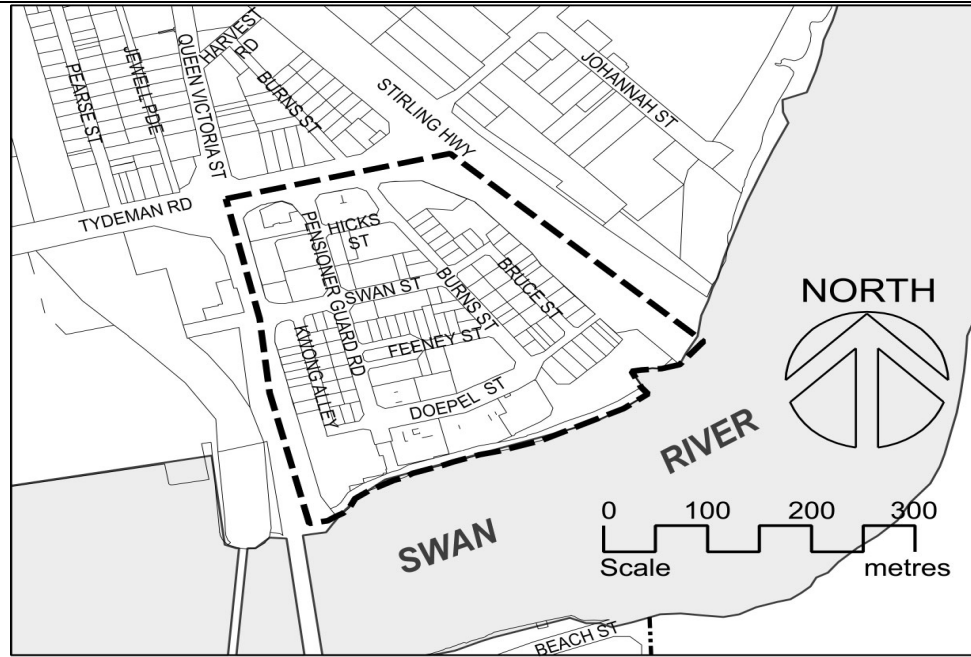 HARVEST
RD
PEARSE ST
JEWELL PDE
QUEEN VICTORIA ST
BURNS ST
STIRLING HWY
JOHANNAH ST
TYDEMAN RD
PENSIONER GUARD RD
HICKS
ST
SWAN ST
BURNS ST
BRUCE ST
KWONG ALLEY
FEENEY ST
DOEPEL ST
NORTH
SWAN
RIVER
0 100 200 300
Scale metres
BEACH ST